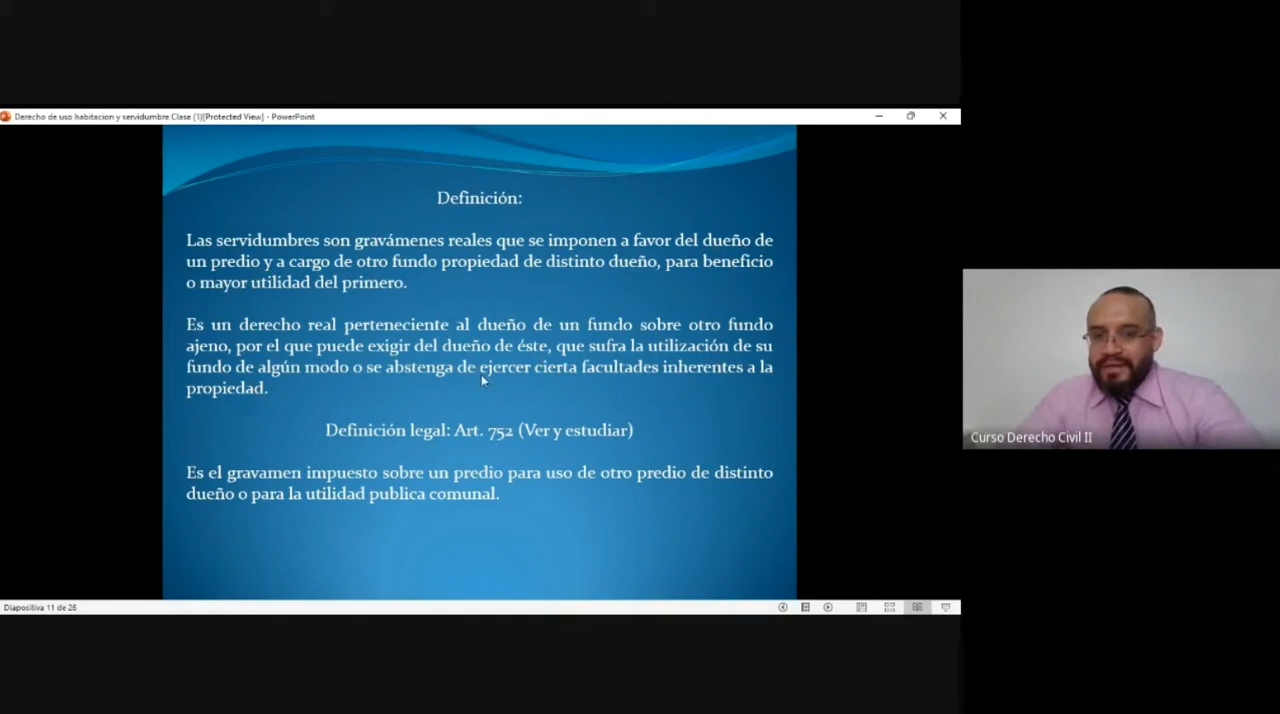 Derecho de uso habitacion y servidumbre Clase (1)[Protected View] - PowerPoint
Definición:
Las servidumbres son gravámenes reales que se imponen a favor del dueño de
un predio y a cargo de otro fundo propiedad de distinto dueño, para beneficio
o mayor utilidad del primero.
Es un derecho real perteneciente al dueño de un fundo sobre otro fundo
ajeno, por el que puede exigir del dueño de éste, que sufra la utilización de su
fundo de algún modo o se abstenga de ejercer cierta facultades inherentes a la
propiedad.
Definición legal: Art. 752 (Ver y estudiar)
Es el gravamen impuesto sobre un predio para uso de otro predio de distinto
dueño o para la utilidad publica comunal.
Curso Derecho Civil II
Diapositiva 11 de 26